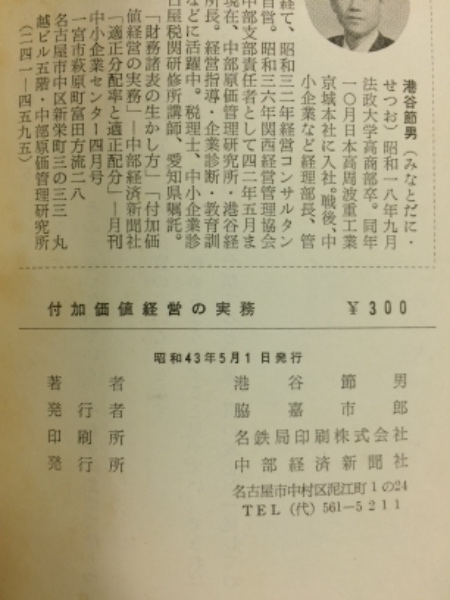 港谷節男（みなとだに・
せつお）昭和一八年九月
法政大学高商部卒。同年
一〇月日本高周波重工業
京城本社に入社。戦後、中
小企業など経理部長、管
経て、昭和三二年経営コンサルタン
自営。昭和三六年関西経営管理協会
中部支部責任者として四二年五月ま
現在、中部原価管理研究所・港谷経
所長。経営指導・企業診断・教育訓
などに活躍中。税理士、中小企業診
古屋税関研修所講師、愛知県嘱託。
「財務諸表の生かし方」「付加価
値経営の実務」―中部経済新聞社
「適正分配率と適正配分」―月刊
中小企業センター四月号
一宮市萩原町富田方流二八
名古屋市中区新栄町三の三三 丸
越ビル五階・中部原価管理研究所
（二四一―四五九五）
付加価値経営の実務 ￥300
昭和43年5月1日発行
著者 港谷節男
発行者 脇嘉市郎
印刷所 名鉄局印刷株式会社
発行所 中部経済新聞社
名古屋市中村区泥江町1の24
TEL（代）561－5211